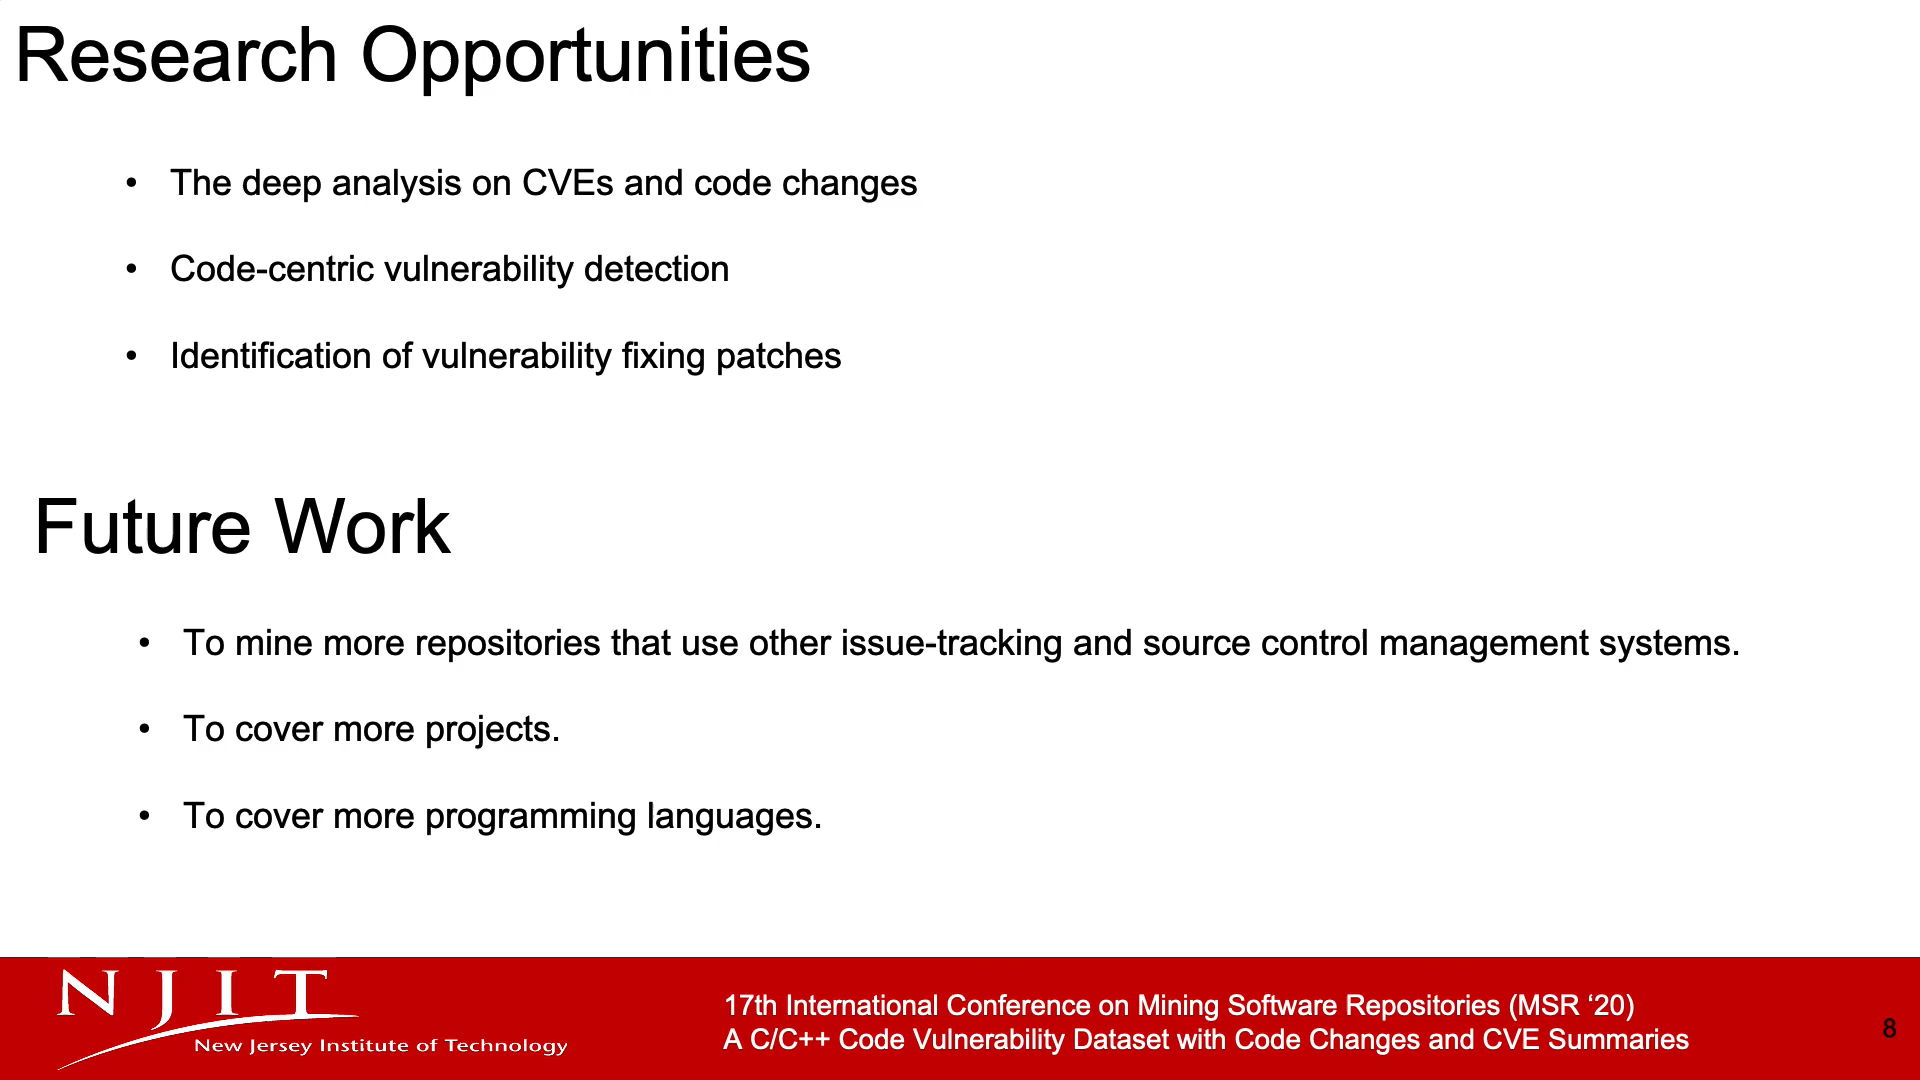 Research Opportunities
• The deep analysis on CVEs and code changes
• Code-centric vulnerability detection
• Identification of vulnerability fixing patches
Future Work
• To mine more repositories that use other issue-tracking and source control management systems.
• To cover more projects.
• To cover more programming languages.
NJIT
New Jersey Institute of Technology
17th International Conference on Mining Software Repositories (MSR ‘20)
A C/C++ Code Vulnerability Dataset with Code Changes and CVE Summaries
8